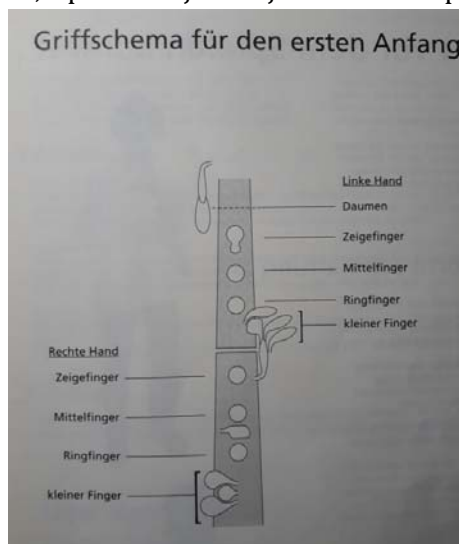 Griffschema für den ersten Anfang
Linke Hand
Daumen
Zeigefinger
Mittelfinger
Ringfinger
kleiner Finger
Rechte Hand
Zeigefinger
Mittelfinger
Ringfinger
kleiner Finger